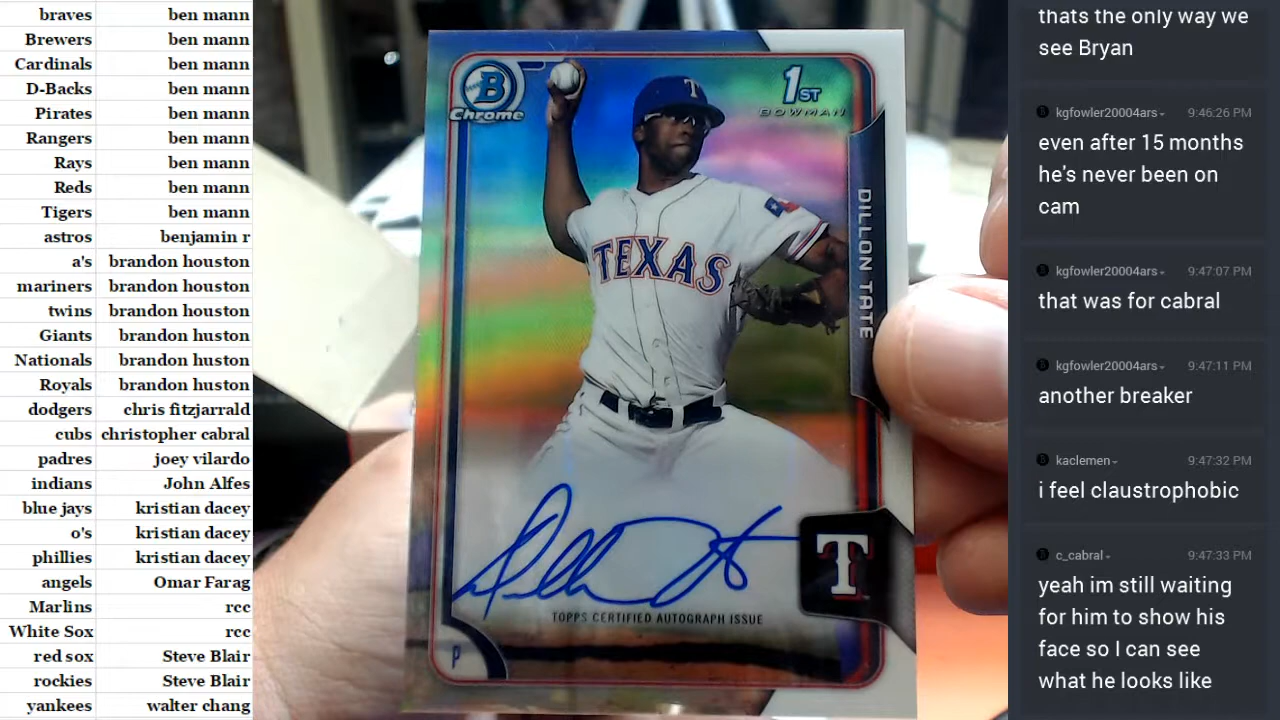 braves ben mann
Brewers ben mann
Cardinals ben mann
D-Backs ben mann
Pirates ben mann
Rangers ben mann
Rays ben mann
Reds ben mann
Tigers ben mann
astros benjamin r
a's brandon houston
mariners brandon houston
twins brandon houston
Giants brandon huston
Nationals brandon huston
Royals brandon huston
dodgers chris fitzjarrald
cubs christopher cabral
padres joey vilardo
indians John Alfes
blue jays kristian dacey
o's kristian dacey
phillies kristian dacey
angels Omar Farag
Marlins rcc
White Sox rcc
red sox Steve Blair
rockies Steve Blair
yankees walter chang
B
Chrome
1ST
BOWMAN
T
TEXAS
DILLON TATE
Dillon Tate
T
TOPPS CERTIFIED AUTOGRAPH ISSUE
P
thats the only way we
see Bryan
kgfowler20004ars 9:46:26 PM
even after 15 months
he's never been on
cam
kgfowler20004ars 9:47:07 PM
that was for cabral
kgfowler20004ars 9:47:11 PM
another breaker
kaclemen 9:47:32 PM
i feel claustrophobic
c_cabral 9:47:33 PM
yeah im still waiting
for him to show his
face so I can see
what he looks like